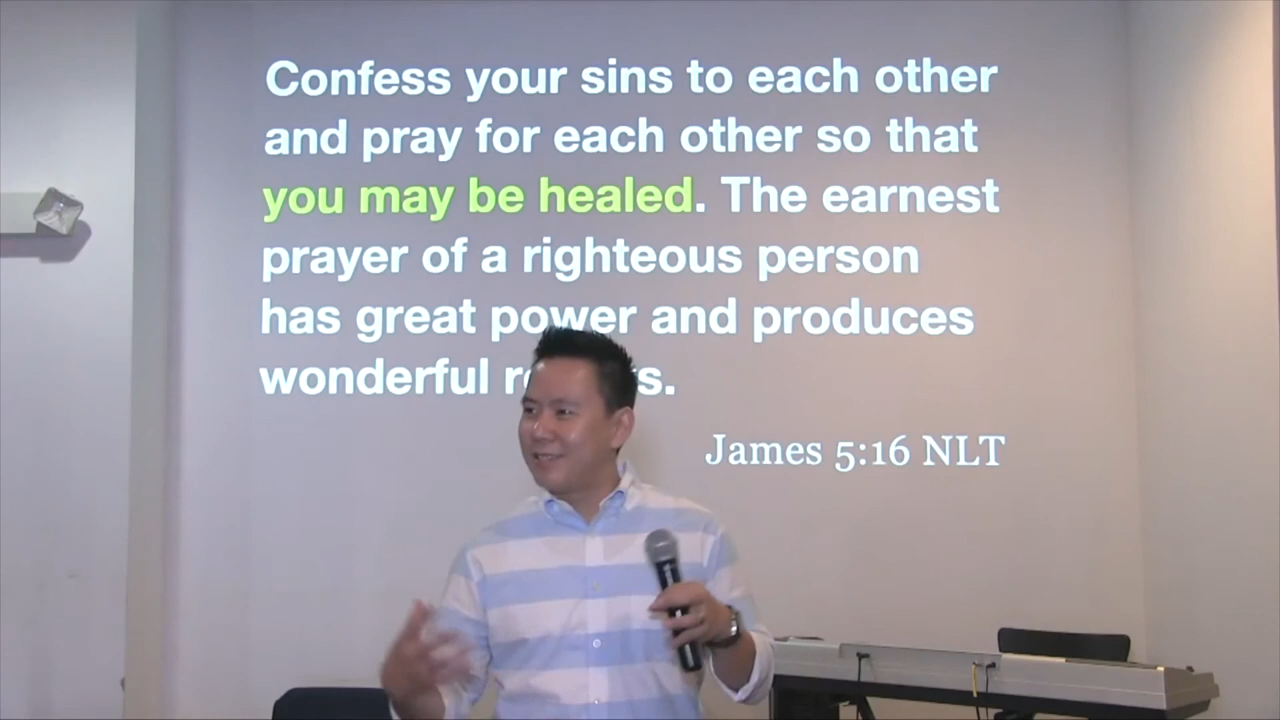 Confess your sins to each other
and pray for each other so that
you may be healed. The earnest
prayer of a righteous person
has great power and produces
wonderful
James 5:16 NLT